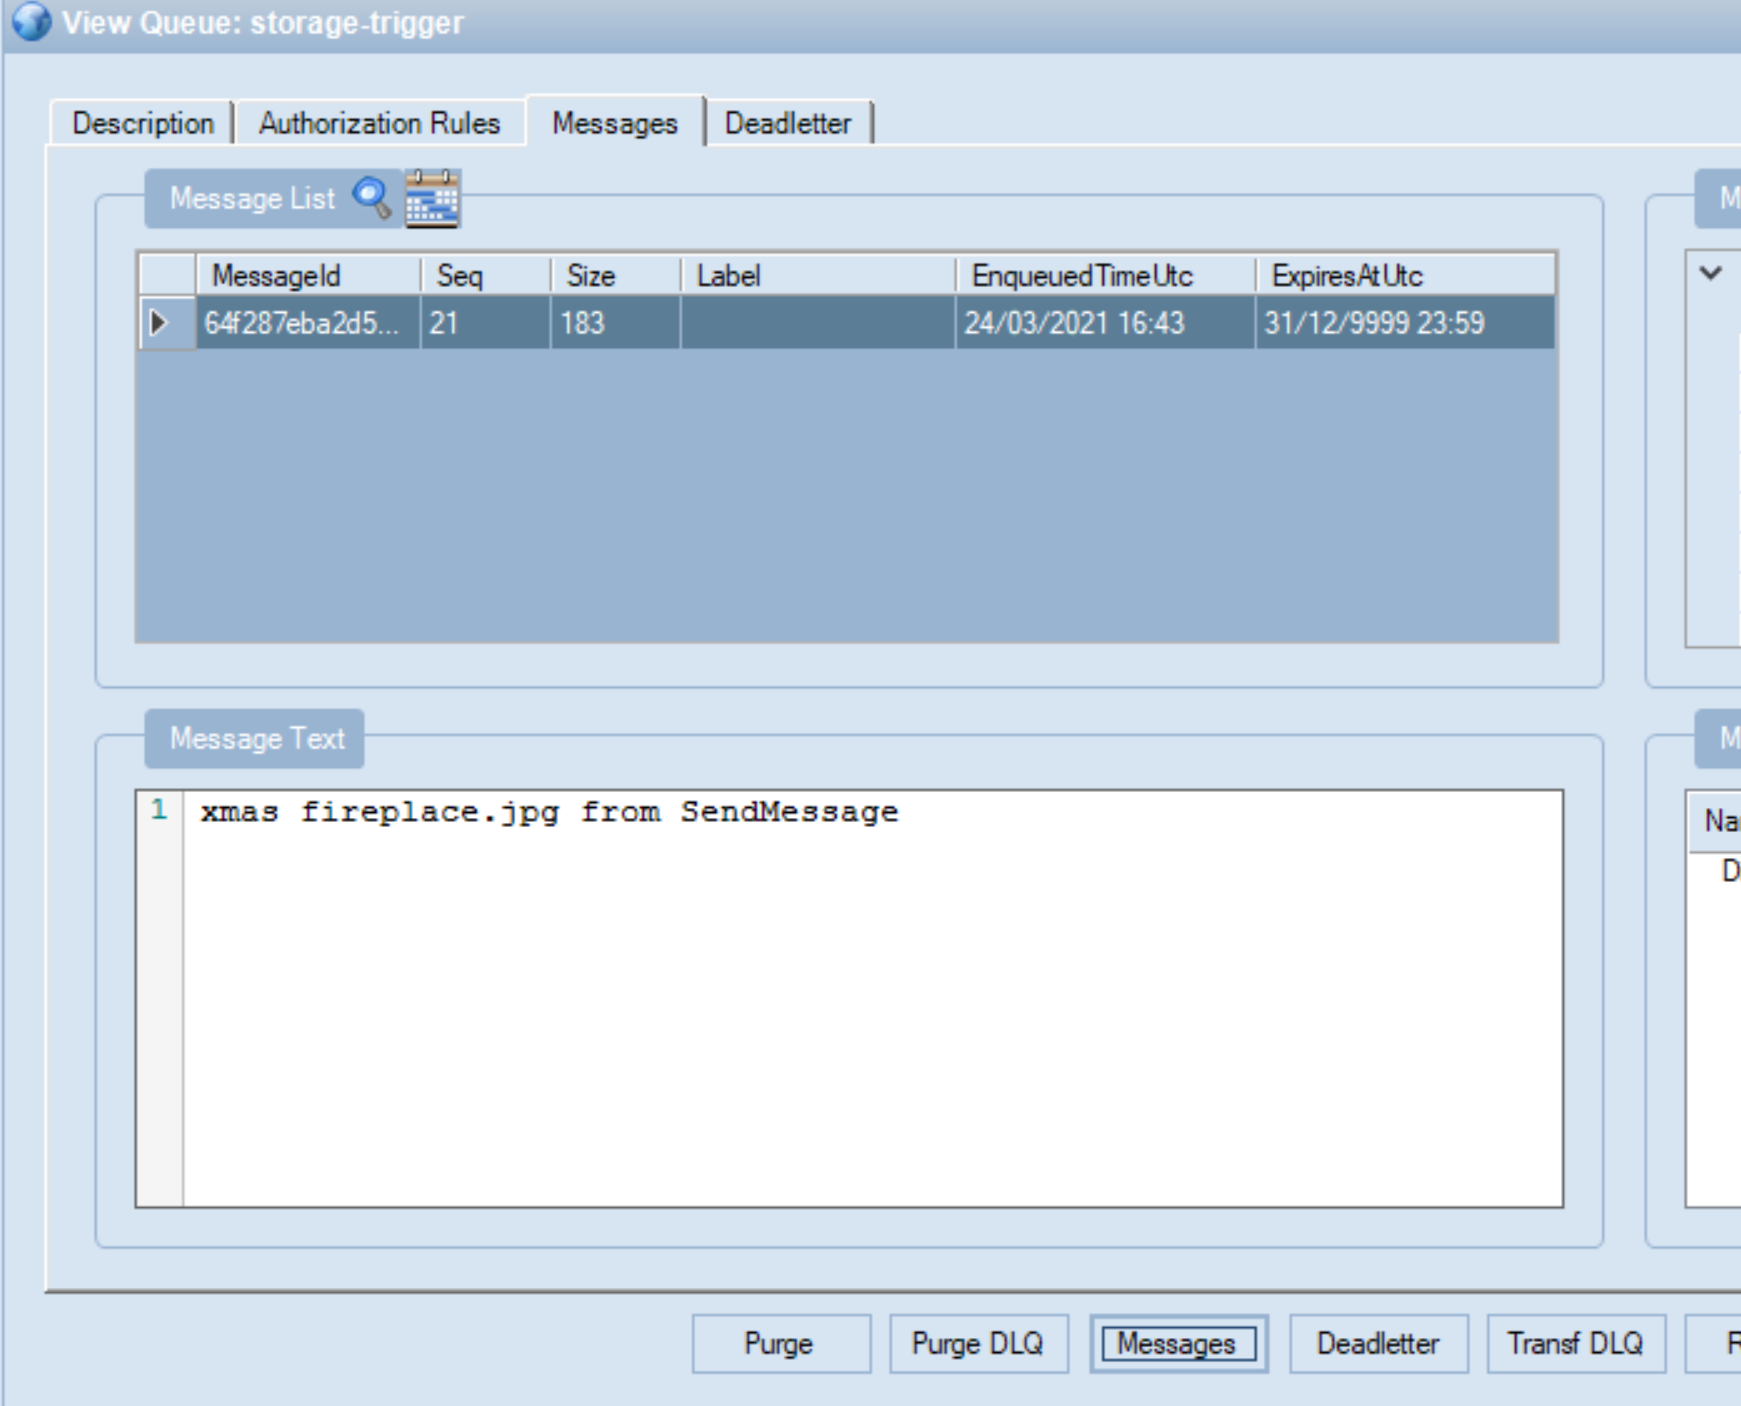 View Queue: storage-trigger
Description Authorization Rules Messages Deadletter
Message List
MessageId Seq Size Label EnqueuedTimeUtc ExpiresAtUtc
64f287eba2d5... 21 183 24/03/2021 16:43 31/12/9999 23:59
Message Text
1 xmas fireplace.jpg from SendMessage
Purge Purge DLQ Messages Deadletter Transf DLQ